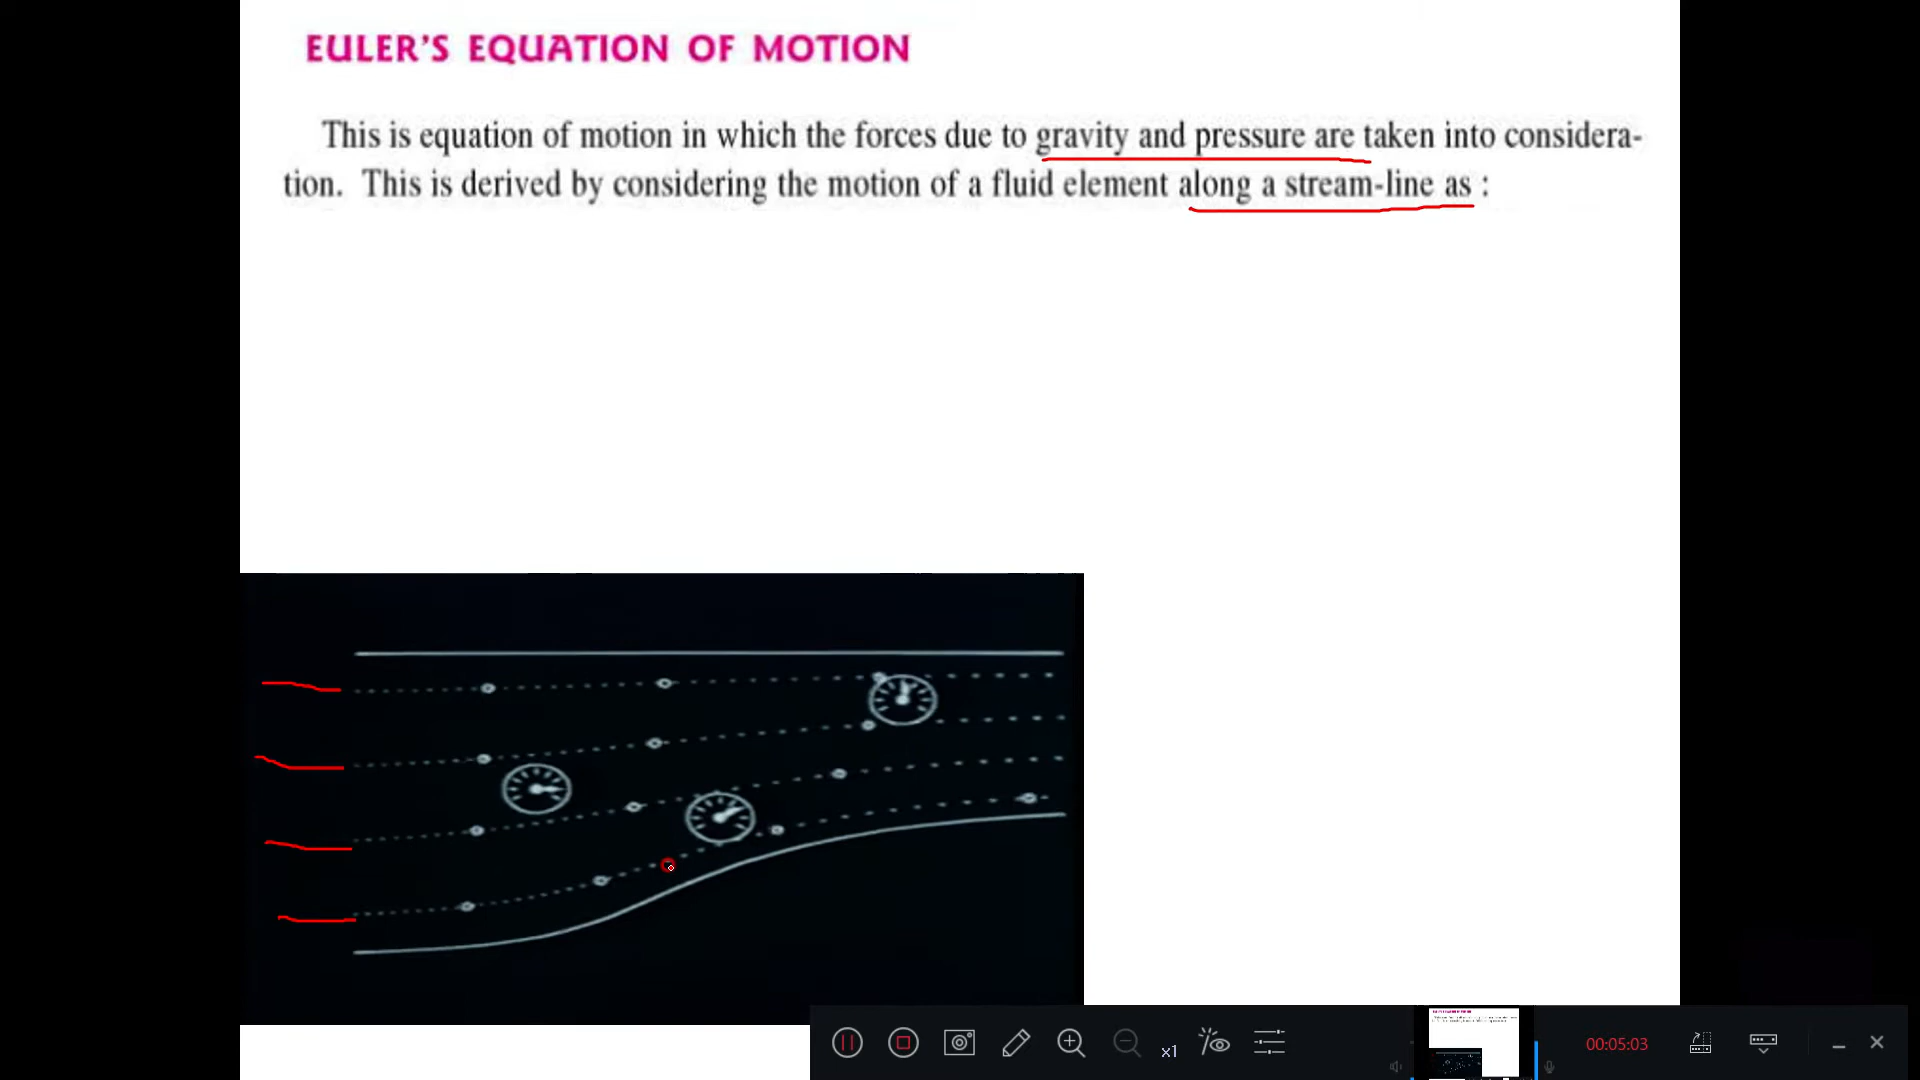 EULER'S EQUATION OF MOTION
This is equation of motion in which the forces due to gravity and pressure are taken into considera-
tion. This is derived by considering the motion of a fluid element along a stream-line as :
x1
00:05:03